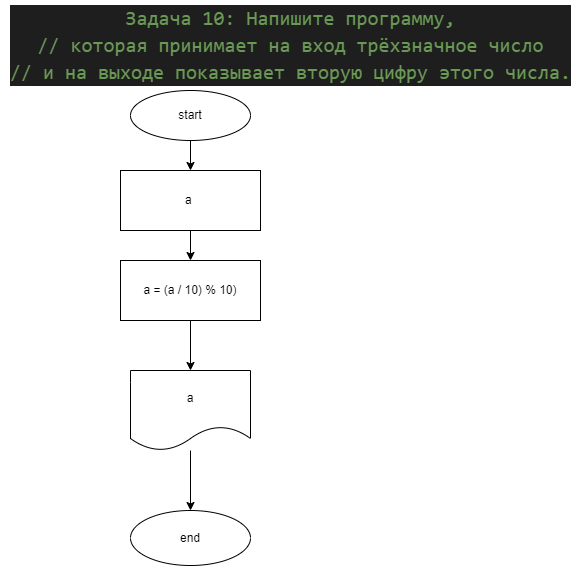 Задача 10: Напишите программу,
// которая принимает на вход трёхзначное число
// и на выходе показывает вторую цифру этого числа.
start
a
a = (a / 10) % 10)
a
end